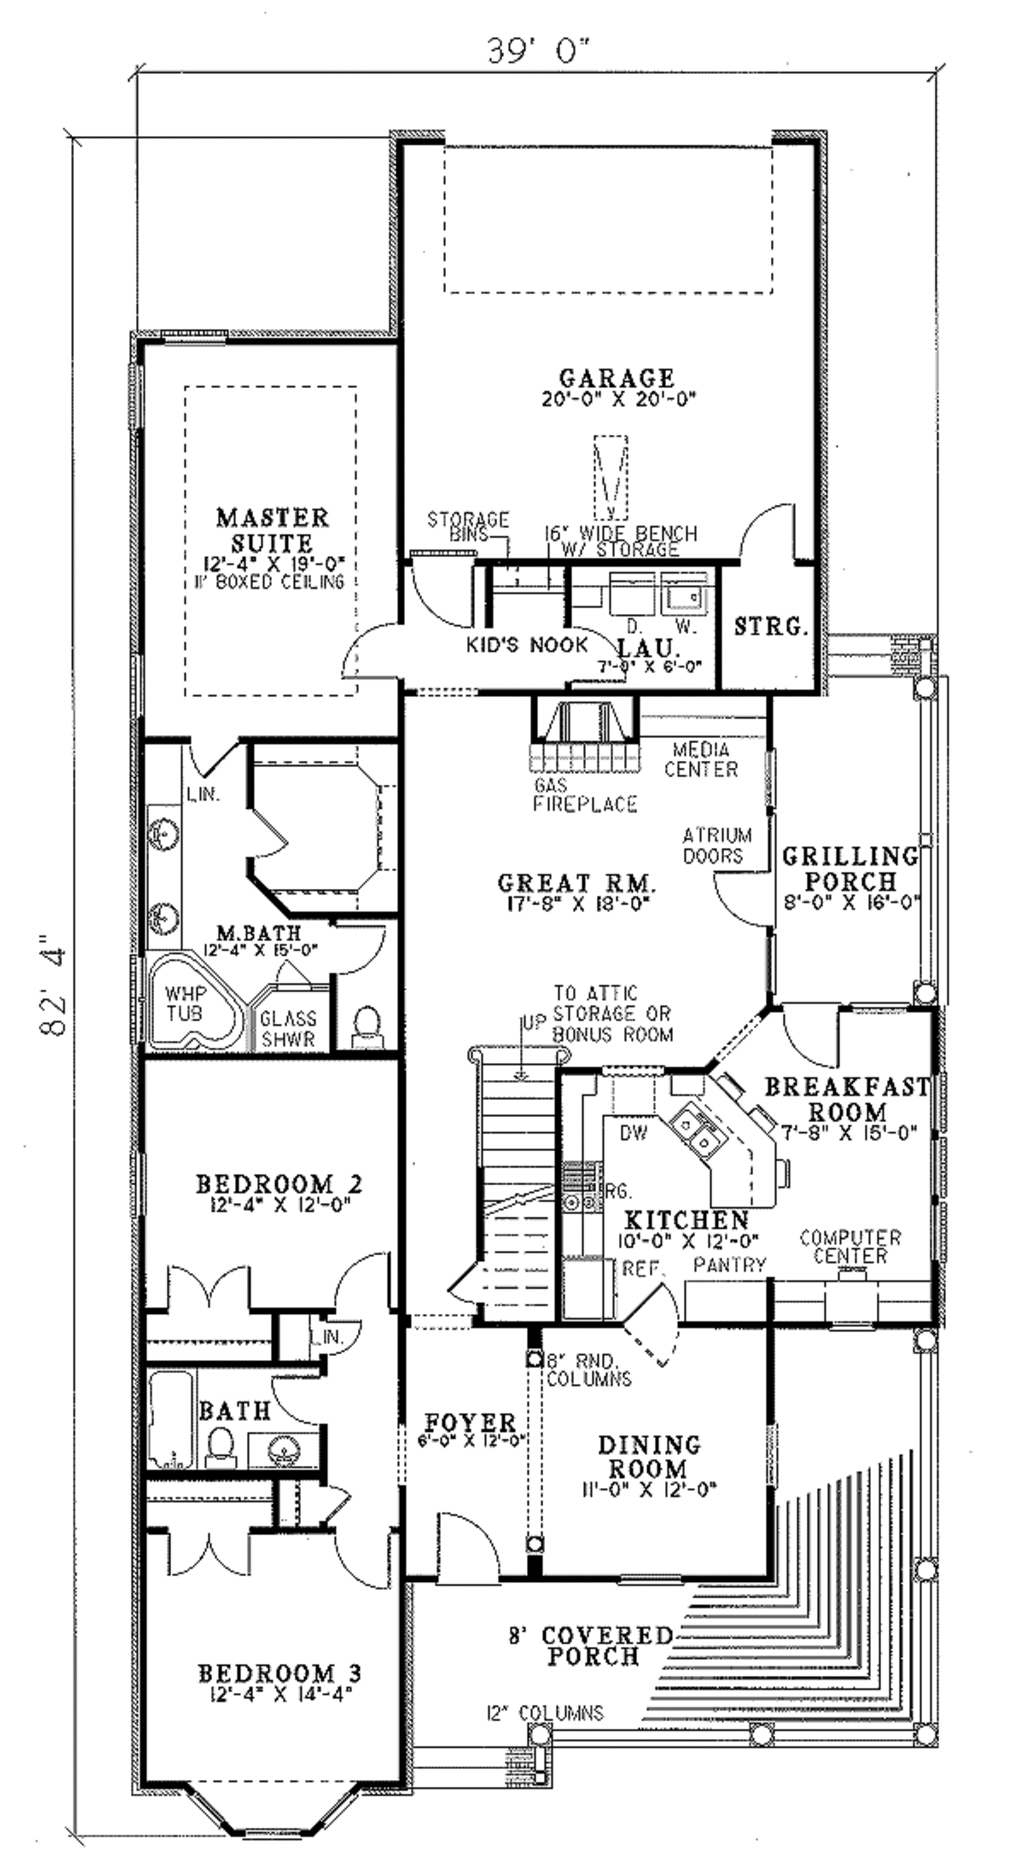 39' 0"
82' 4"
GARAGE
20'-0" X 20'-0"
MASTER
SUITE
12'-4" X 19'-0"
11' BOXED CEILING
STORAGE
BINS
16" WIDE BENCH
W/ STORAGE
KID'S NOOK
D.
W.
LAU.
7'-8" X 6'-0"
STRG.
MEDIA
CENTER
GAS
FIREPLACE
LIN.
ATRIUM
DOORS
GRILLING
PORCH
8'-0" X 16'-0"
GREAT RM.
17'-8" X 18'-0"
M.BATH
12'-4" X 15'-0"
WHP
TUB
GLASS
SHWR
TO ATTIC
STORAGE OR
BONUS ROOM
UP
BREAKFAST
ROOM
7'-8" X 15'-0"
DW
RG.
KITCHEN
10'-0" X 12'-0"
REF.
PANTRY
COMPUTER
CENTER
BEDROOM 2
12'-4" X 12'-0"
LIN.
BATH
8" RND.
COLUMNS
FOYER
6'-0" X 12'-0"
DINING
ROOM
11'-0" X 12'-0"
8' COVERED
PORCH
BEDROOM 3
12'-4" X 14'-4"
12" COLUMNS